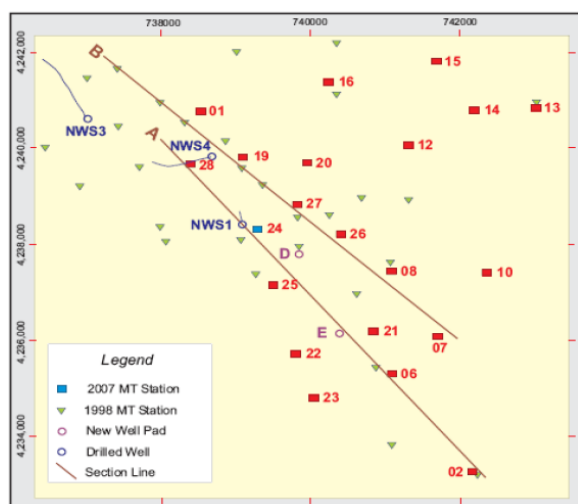 738000 740000 742000
4,242,000
4,240,000
4,238,000
4,236,000
4,234,000
B
15
16
01
14
13
NWS3
A
NWS4
12
19
20
28
27
NWS1
24
26
D
08
10
25
E
21
07
22
06
23
02
Legend
2007 MT Station
1998 MT Station
New Well Pad
Drilled Well
Section Line